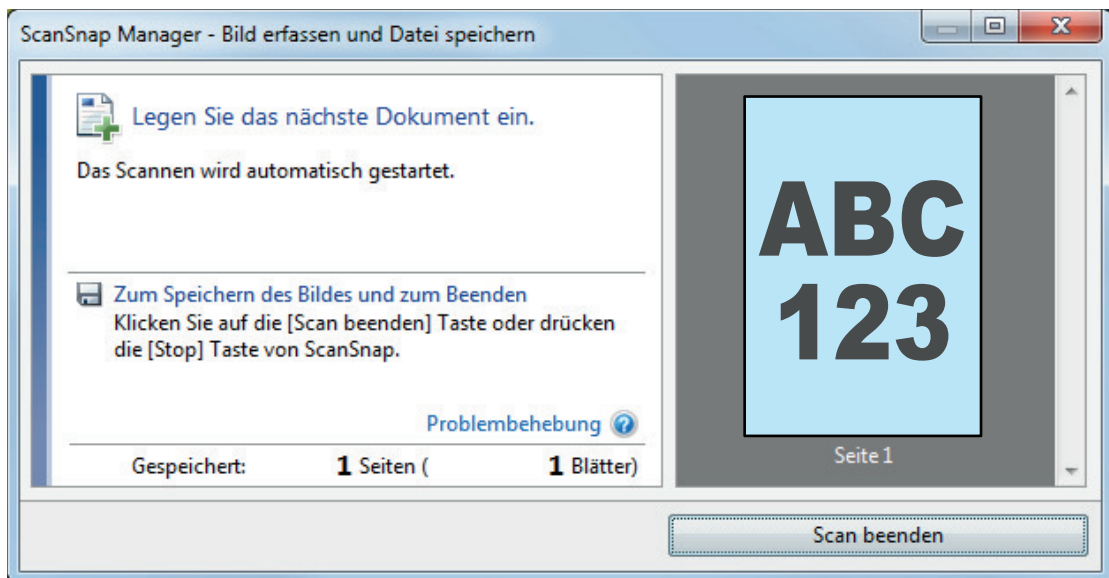 ScanSnap Manager - Bild erfassen und Datei speichern
Legen Sie das nächste Dokument ein.
Das Scannen wird automatisch gestartet.
Zum Speichern des Bildes und zum Beenden
Klicken Sie auf die [Scan beenden] Taste oder drücken
die [Stop] Taste von ScanSnap.
Problembehebung
Gespeichert: 1 Seiten ( 1 Blätter)
ABC
123
Seite 1
Scan beenden